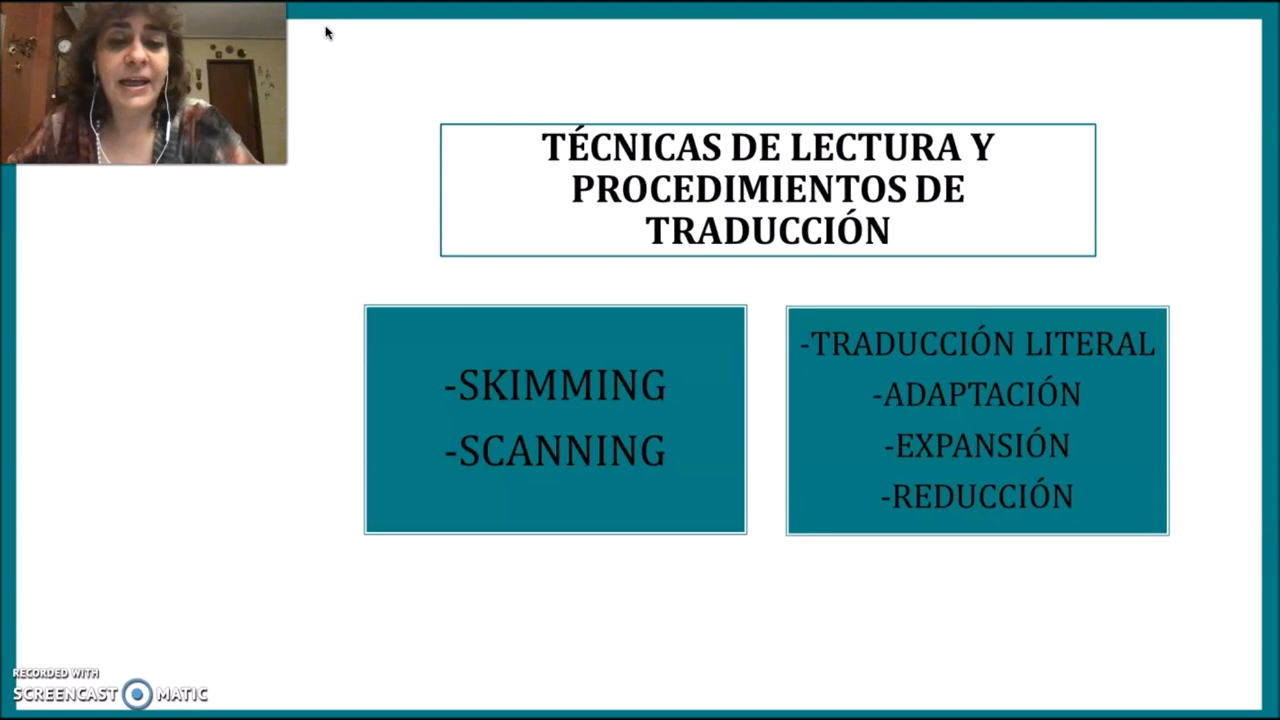 TÉCNICAS DE LECTURA Y
PROCEDIMIENTOS DE
TRADUCCIÓN
-SKIMMING
-SCANNING
-TRADUCCIÓN LITERAL
-ADAPTACIÓN
-EXPANSIÓN
-REDUCCIÓN
RECORDED WITH
SCREENCAST MATIC